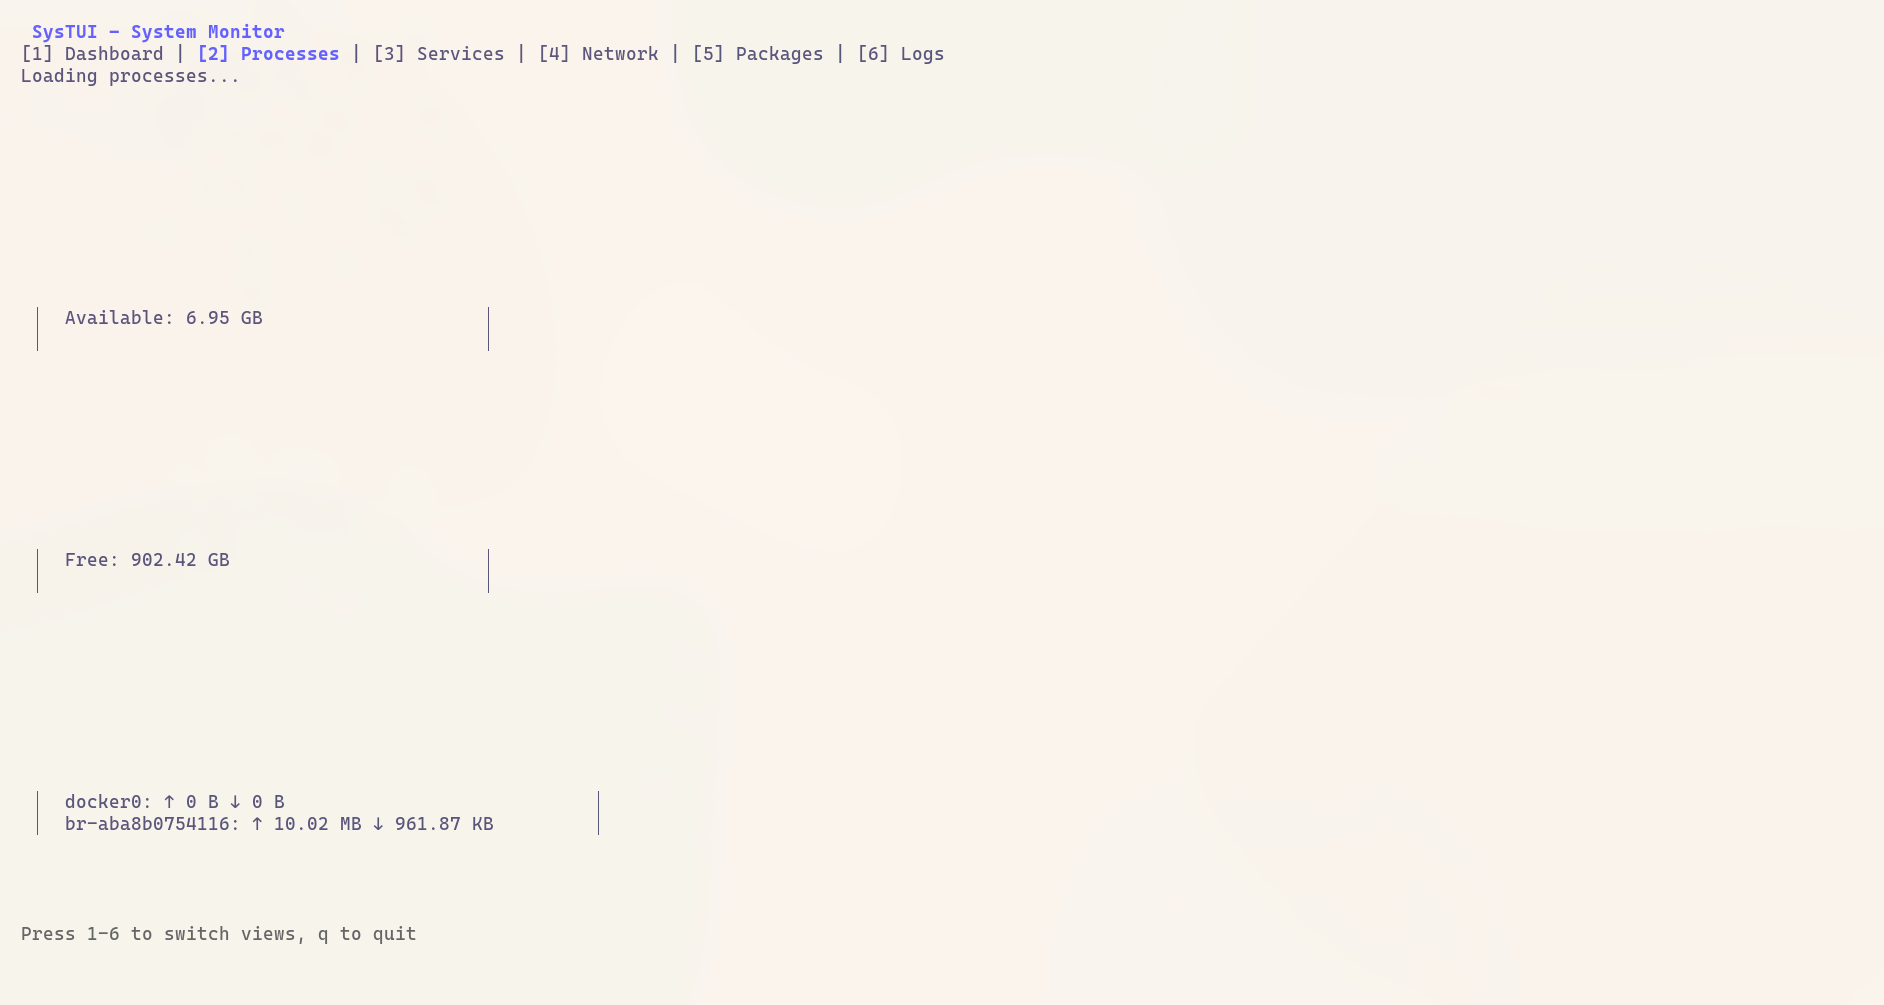 SysTUI - System Monitor
[1] Dashboard | [2] Processes | [3] Services | [4] Network | [5] Packages | [6] Logs
Loading processes...
│ Available: 6.95 GB │
│ Free: 902.42 GB │
│ docker0: ↑ 0 B ↓ 0 B │
│ br-aba8b0754116: ↑ 10.02 MB ↓ 961.87 KB │
Press 1-6 to switch views, q to quit